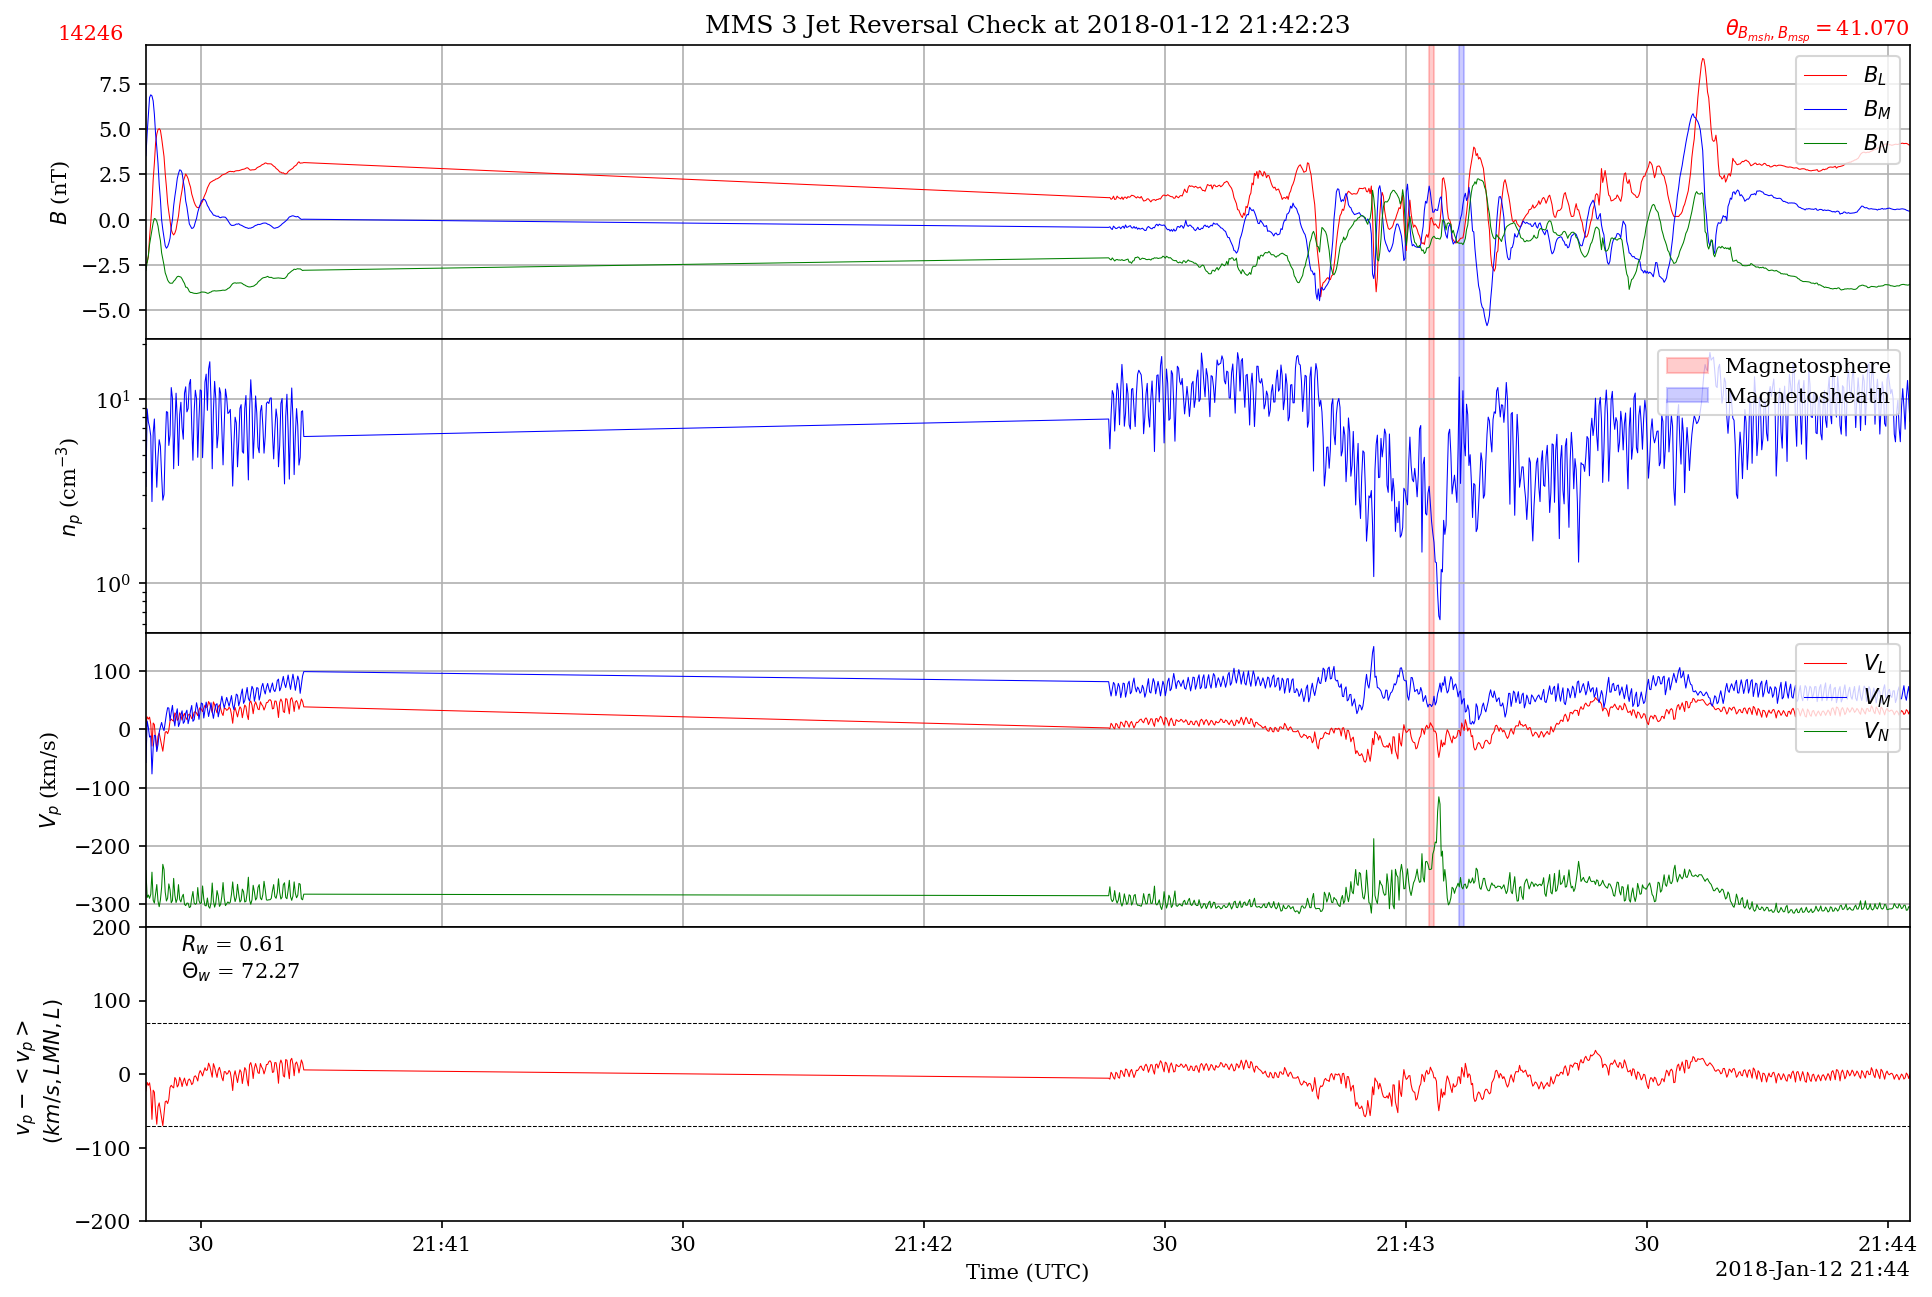 14246
MMS 3 Jet Reversal Check at 2018-01-12 21:42:23
θ_{B_{msh}, B_{msp}} = 41.070
B (nT)
7.5
5.0
2.5
0.0
−2.5
−5.0
B_L
B_M
B_N
n_p (cm⁻³)
10¹
10⁰
Magnetosphere
Magnetosheath
V_p (km/s)
100
0
−100
−200
−300
V_L
V_M
V_N
v_p − <v_p>
(km/s, LMN, L)
200
100
0
−100
−200
R_w = 0.61
Θ_w = 72.27
30 21:41 30 21:42 30 21:43 30 21:44
Time (UTC)
2018-Jan-12 21:44